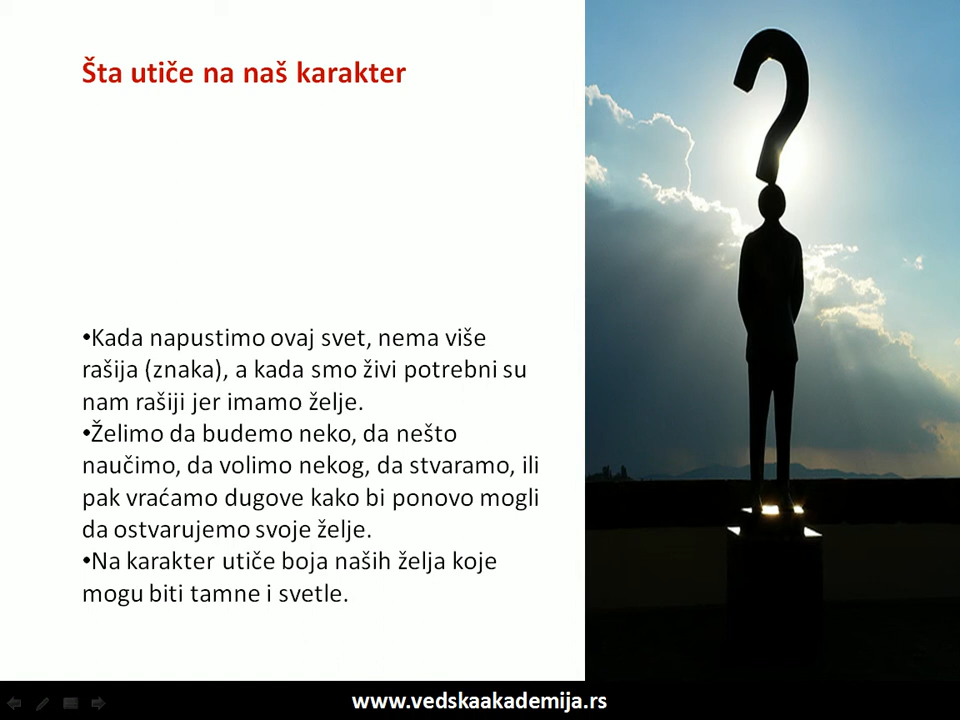 Šta utiče na naš karakter
•Kada napustimo ovaj svet, nema više
rašija (znaka), a kada smo živi potrebni su
nam rašiji jer imamo želje.
•Želimo da budemo neko, da nešto
naučimo, da volimo nekog, da stvaramo, ili
pak vraćamo dugove kako bi ponovo mogli
da ostvarujemo svoje želje.
•Na karakter utiče boja naših želja koje
mogu biti tamne i svetle.
www.vedskaakademija.rs